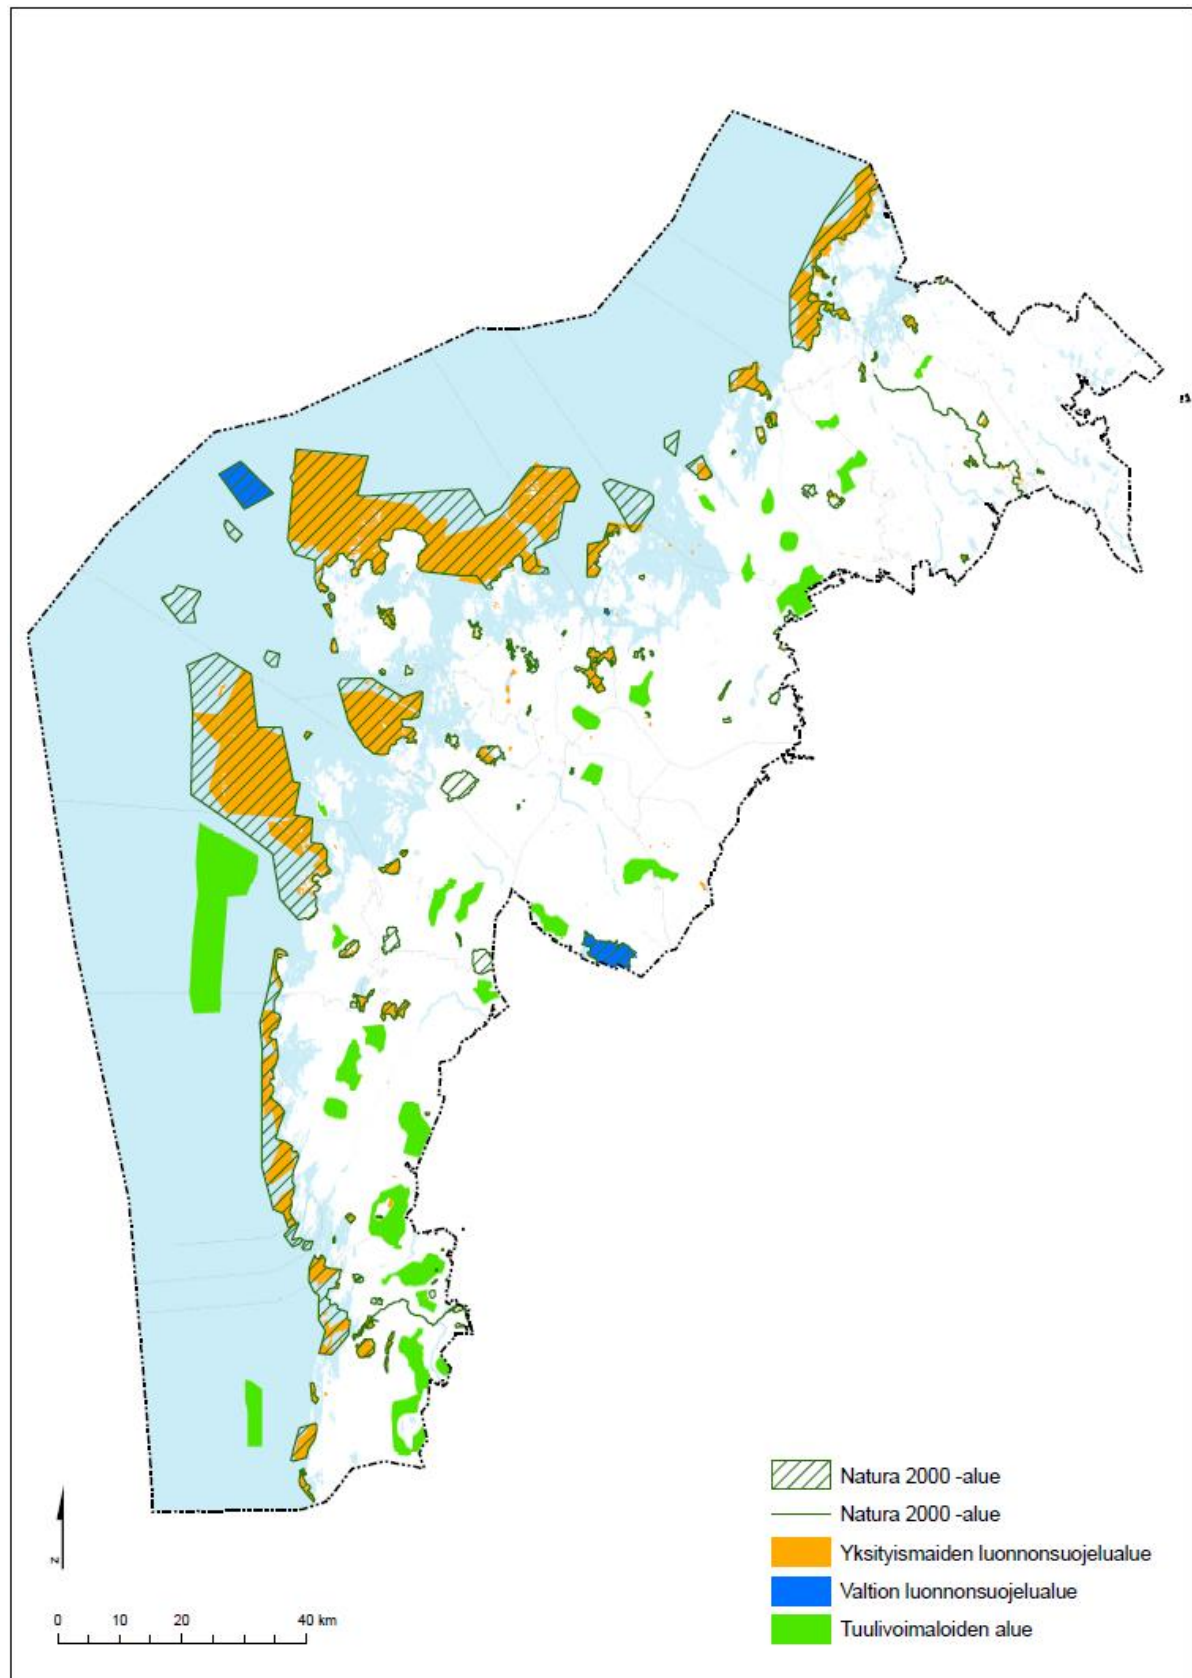 Natura 2000 -alue
Natura 2000 -alue
Yksityismaiden luonnonsuojelualue
Valtion luonnonsuojelualue
Tuulivoimaloiden alue
N
0 10 20 40 km